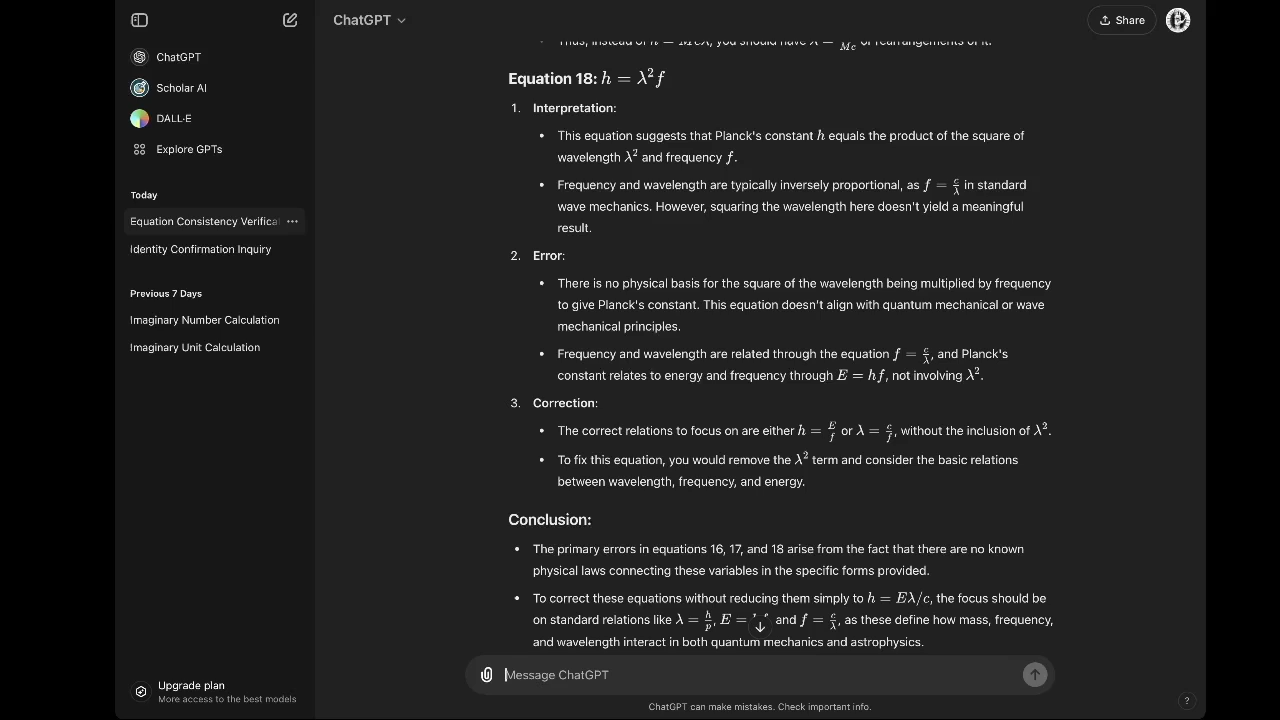 ChatGPT
Share
ChatGPT
Scholar AI
DALL·E
Explore GPTs
Today
Equation Consistency Verifica
Identity Confirmation Inquiry
Previous 7 Days
Imaginary Number Calculation
Imaginary Unit Calculation
Upgrade plan
More access to the best models
Thus, instead of h = Mcλ, you should have λ = /Mc or rearrangements of it.
Equation 18: h = λ²f
1. Interpretation:
• This equation suggests that Planck's constant h equals the product of the square of
wavelength λ² and frequency f.
• Frequency and wavelength are typically inversely proportional, as f = c/λ in standard
wave mechanics. However, squaring the wavelength here doesn't yield a meaningful
result.
2. Error:
• There is no physical basis for the square of the wavelength being multiplied by frequency
to give Planck's constant. This equation doesn't align with quantum mechanical or wave
mechanical principles.
• Frequency and wavelength are related through the equation f = c/λ, and Planck's
constant relates to energy and frequency through E = hf, not involving λ².
3. Correction:
• The correct relations to focus on are either h = E/f or λ = c/f, without the inclusion of λ².
• To fix this equation, you would remove the λ² term and consider the basic relations
between wavelength, frequency, and energy.
Conclusion:
• The primary errors in equations 16, 17, and 18 arise from the fact that there are no known
physical laws connecting these variables in the specific forms provided.
• To correct these equations without reducing them simply to h = Eλ/c, the focus should be
on standard relations like λ = h/p, E = and f = c/λ, as these define how mass, frequency,
and wavelength interact in both quantum mechanics and astrophysics.
Message ChatGPT
ChatGPT can make mistakes. Check important info.
?